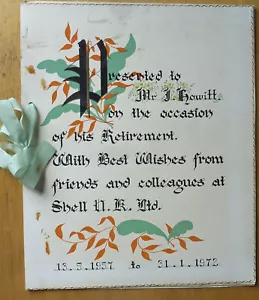 Presented to
Mr J. Howitt
on the occasion
of his Retirement.
With Best Wishes from
friends and colleagues at
Shell U.K. Ltd.
13.5.1957 to 31.1.1972